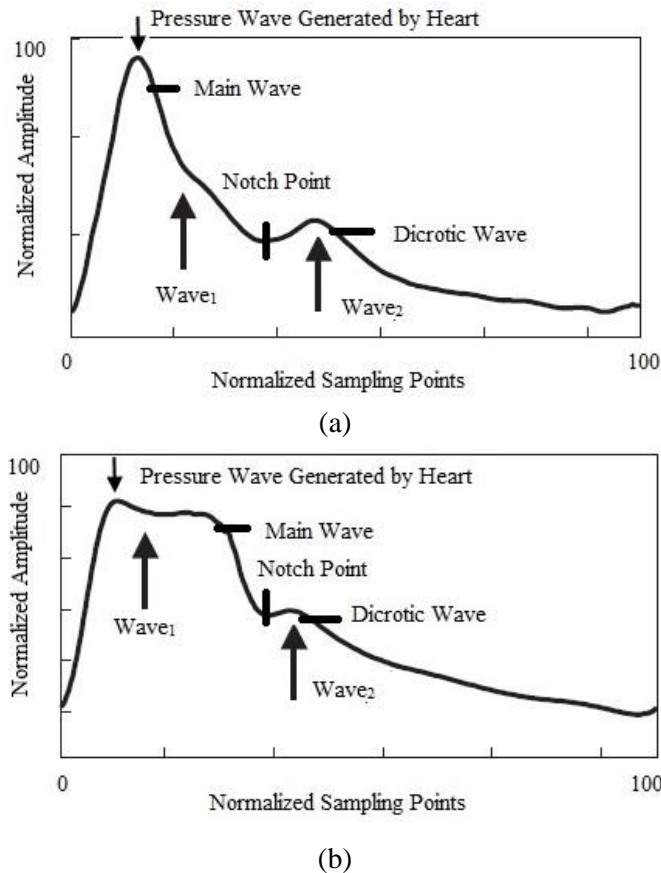 Pressure Wave Generated by Heart
100
Main Wave
Normalized Amplitude
Notch Point
Dicrotic Wave
Wave₁
Wave₂
0
100
Normalized Sampling Points
(a)
100
Pressure Wave Generated by Heart
Main Wave
Normalized Amplitude
Notch Point
Dicrotic Wave
Wave₁
Wave₂
0
100
Normalized Sampling Points
(b)